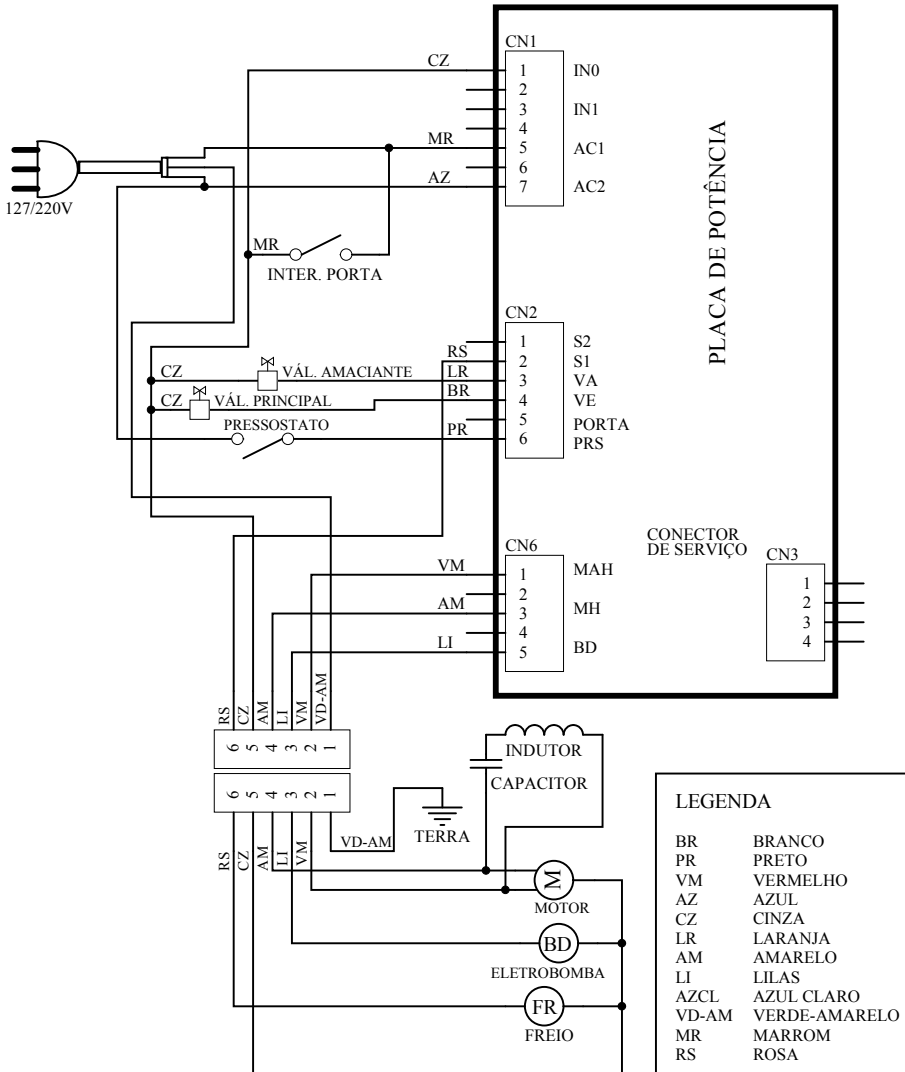 CN1
CZ
1 IN0
2
3 IN1
4
MR
5 AC1
6
AZ
7 AC2
127/220V
MR
INTER. PORTA
PLACA DE POTÊNCIA
CN2
1 S2
RS
2 S1
CZ VÁL. AMACIANTE LR
3 VA
CZ VÁL. PRINCIPAL BR
4 VE
5 PORTA
PRESSOSTATO PR
6 PRS
CONECTOR
DE SERVIÇO
CN6
VM
1 MAH
2
AM
3 MH
4
LI
5 BD
CN3
1
2
3
4
RS CZ AM LI VM VD-AM
6 5 4 3 2 1
6 5 4 3 2 1
RS CZ AM LI VM
VD-AM
TERRA
INDUTOR
CAPACITOR
M
MOTOR
BD
ELETROBOMBA
FR
FREIO
LEGENDA
BR BRANCO
PR PRETO
VM VERMELHO
AZ AZUL
CZ CINZA
LR LARANJA
AM AMARELO
LI LILAS
AZCL AZUL CLARO
VD-AM VERDE-AMARELO
MR MARROM
RS ROSA